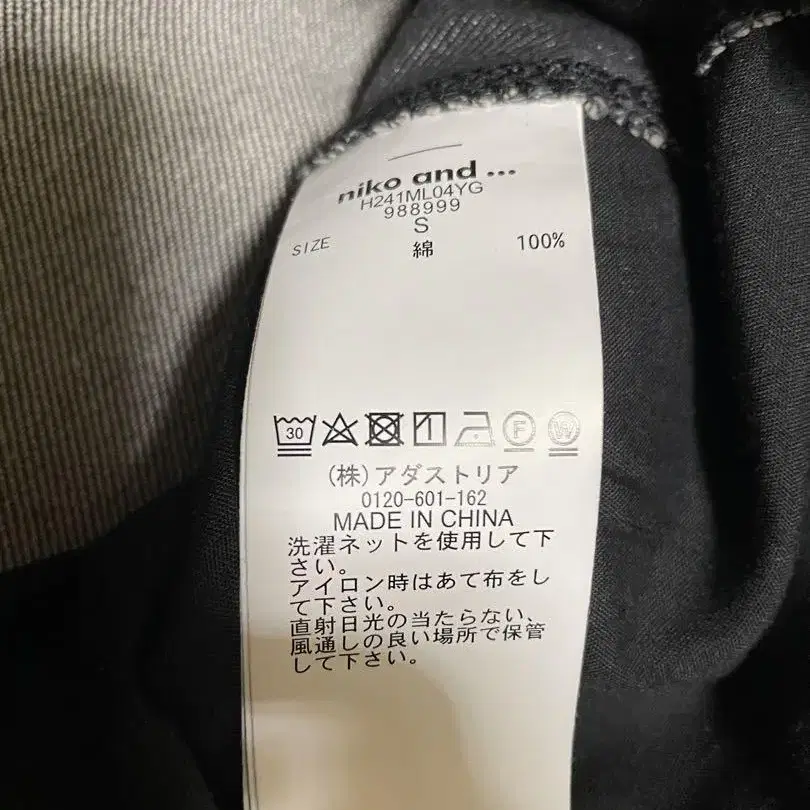 niko and ...
H241ML04YG
988999
S
SIZE 綿 100%
30 F W
(株)アダストリア
0120-601-162
MADE IN CHINA
洗濯ネットを使用して下
さい。
アイロン時はあて布をし
て下さい。
直射日光の当たらない、
風通しの良い場所で保管
して下さい。